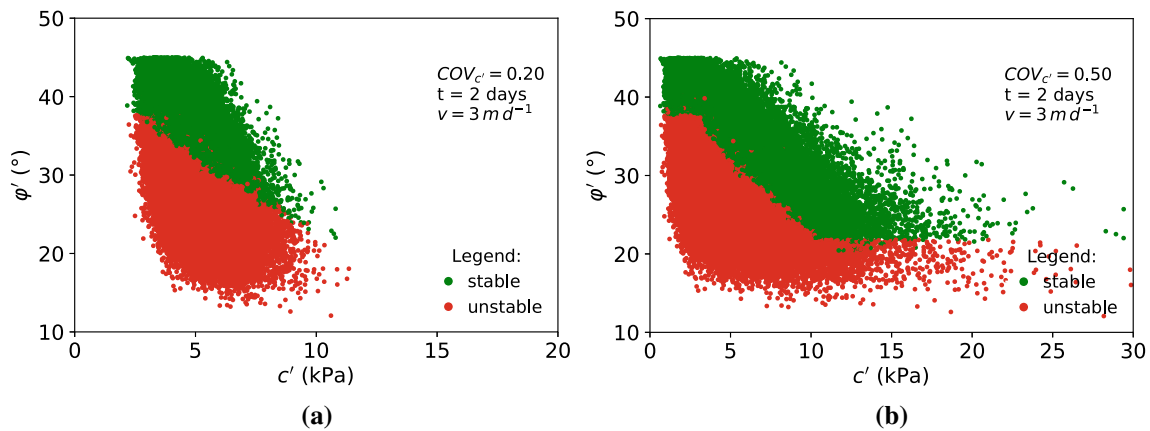 50
40
30
20
10
φ′ (°)
COV_c′ = 0.20
t = 2 days
v = 3 m d⁻¹
Legend:
stable
unstable
0 5 10 15 20
c′ (kPa)
(a)
50
40
30
20
10
φ′ (°)
COV_c′ = 0.50
t = 2 days
v = 3 m d⁻¹
Legend:
stable
unstable
0 5 10 15 20 25 30
c′ (kPa)
(b)